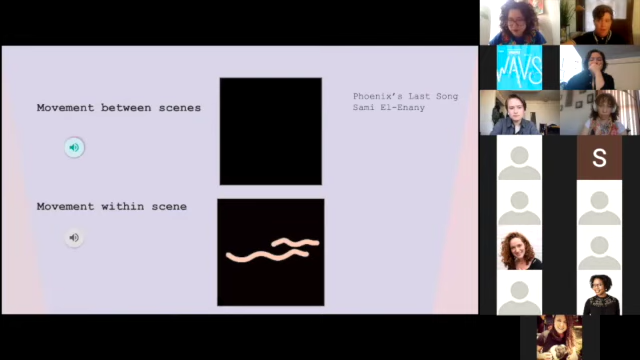 Movement between scenes
Phoenix's Last Song
Sami El-Enany
Movement within scene
WAVS
S